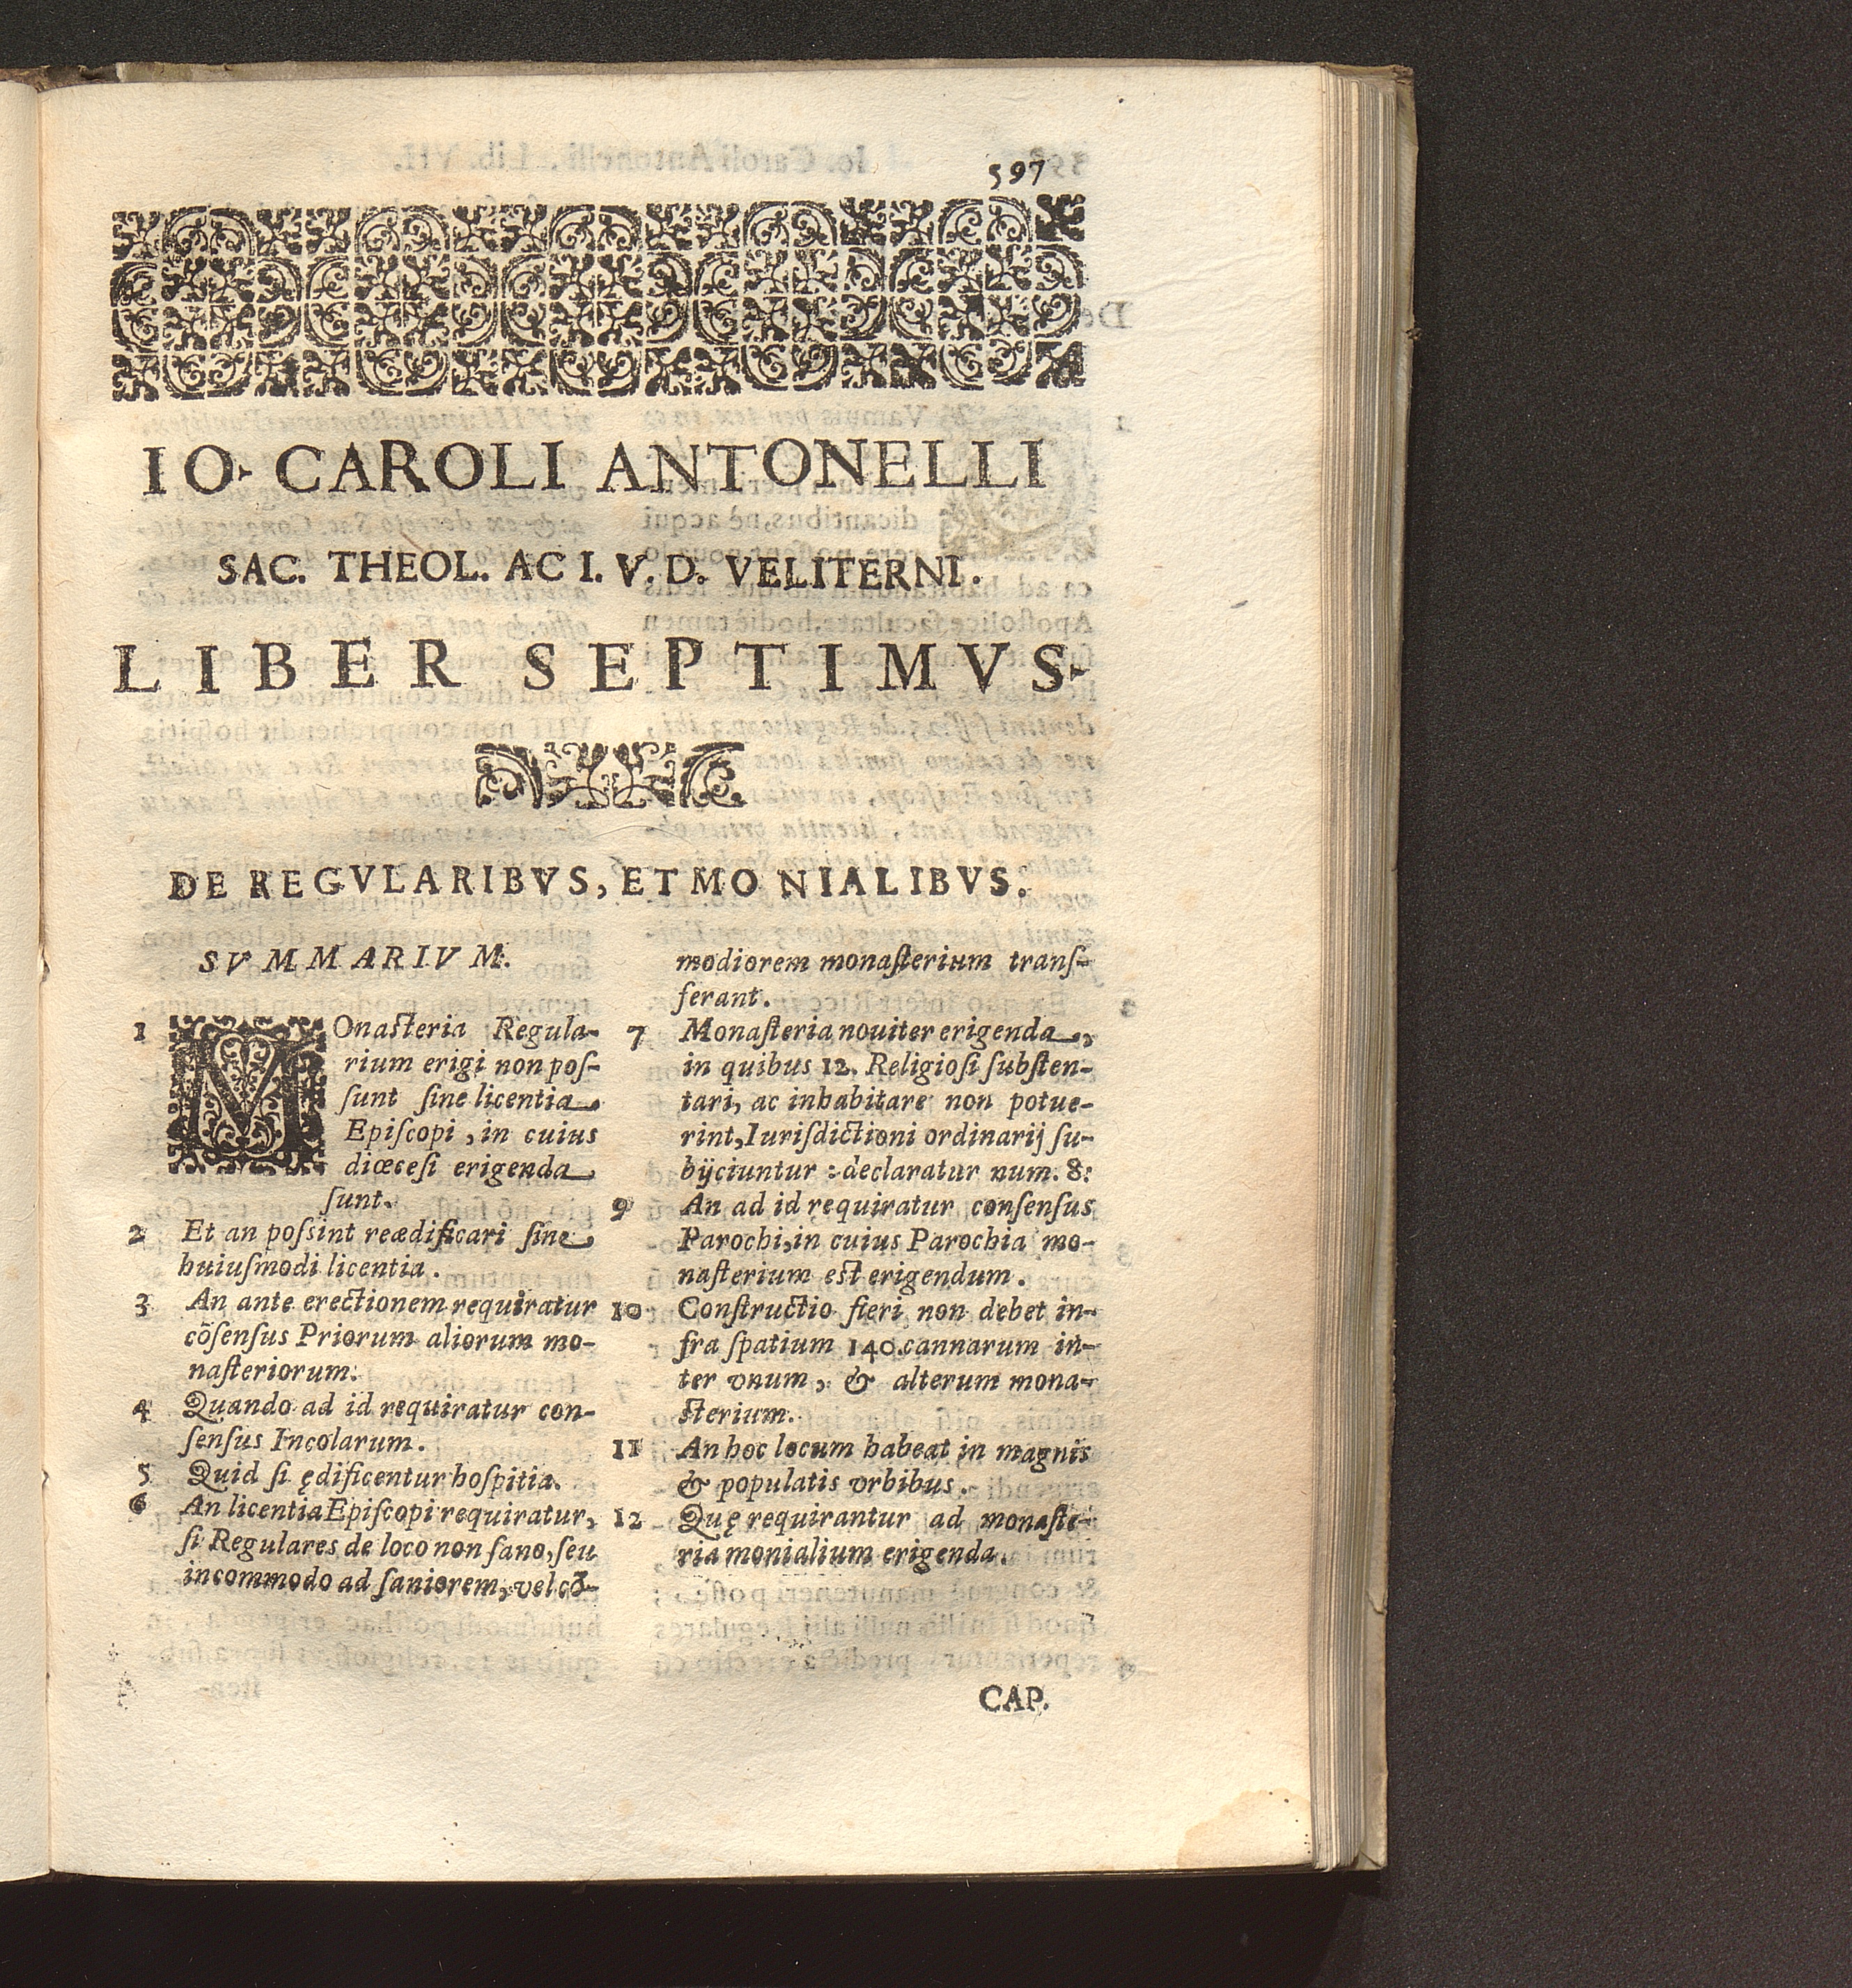 597
IO. CAROLI ANTONELLI
SAC. THEOL. AC I. V. D. VELITERNI.
LIBER SEPTIMVS.
DE REGVLARIBVS, ET MONIALIBVS.
SVMMARIVM.
1 MOnasteria Regula-
rium erigi non pos-
sunt sine licentia
Episcopi, in cuius
diœcesi erigenda
sunt.
2 Et an possint reædificari sine
huiusmodi licentia.
3 An ante erectionem requiratur
cōsensus Priorum aliorum mo-
nasteriorum.
4 Quando ad id requiratur con-
sensus Incolarum.
5 Quid si ędificentur hospitia.
6 An licentia Episcopi requiratur,
si Regulares de loco non sano, seu
incommodo ad saniorem, vel cō-
modiorem monasterium trans-
ferant.
7 Monasteria nouiter erigenda,
in quibus 12. Religiosi substen-
tari, ac inhabitare non potue-
rint, Iurisdictioni ordinarij su-
bijciuntur: declaratur num. 8.
9 An ad id requiratur consensus
Parochi, in cuius Parochia mo-
nasterium est erigendum.
10 Constructio fieri non debet in-
fra spatium 140. cannarum in-
ter vnum, & alterum mona-
sterium.
11 An hoc locum habeat in magnis
& populatis vrbibus.
12 Quę requirantur ad monaste-
ria monialium erigenda.
CAP.